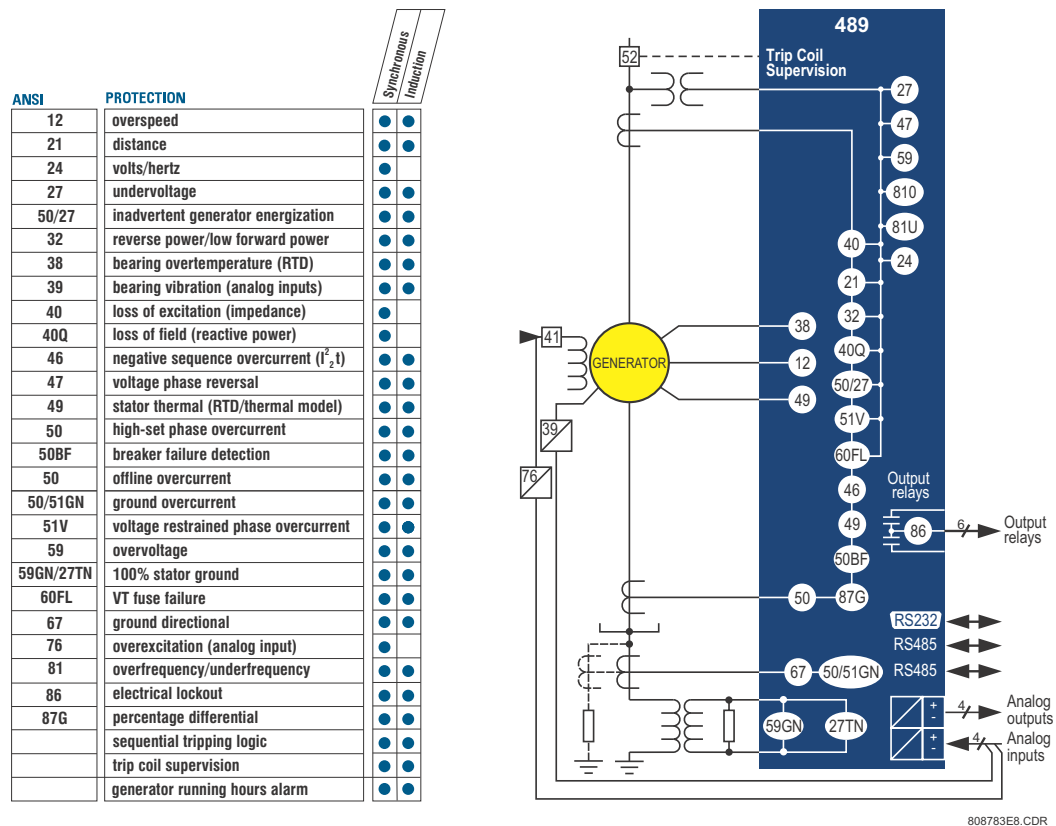 Synchronous
Induction
ANSI PROTECTION
12 overspeed
21 distance
24 volts/hertz
27 undervoltage
50/27 inadvertent generator energization
32 reverse power/low forward power
38 bearing overtemperature (RTD)
39 bearing vibration (analog inputs)
40 loss of excitation (impedance)
40Q loss of field (reactive power)
46 negative sequence overcurrent (I²₂t)
47 voltage phase reversal
49 stator thermal (RTD/thermal model)
50 high-set phase overcurrent
50BF breaker failure detection
50 offline overcurrent
50/51GN ground overcurrent
51V voltage restrained phase overcurrent
59 overvoltage
59GN/27TN 100% stator ground
60FL VT fuse failure
67 ground directional
76 overexcitation (analog input)
81 overfrequency/underfrequency
86 electrical lockout
87G percentage differential
sequential tripping logic
trip coil supervision
generator running hours alarm
489
52
Trip Coil
Supervision
27
47
59
810
81U
24
40
21
32
40Q
50/27
51V
60FL
46
49
50BF
87G
50
38
12
49
41
GENERATOR
39
76
Output
relays
86
6
Output
relays
RS232
RS485
RS485
67
50/51GN
59GN
27TN
+
-
4
Analog
outputs
+
-
4
Analog
inputs
808783E8.CDR